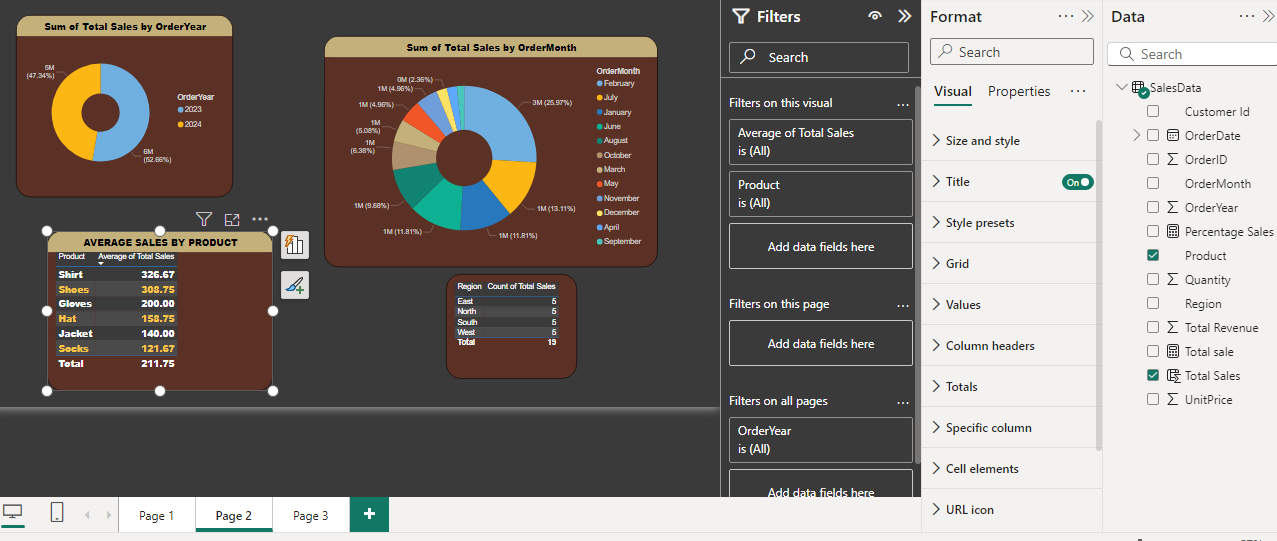 Sum of Total Sales by OrderYear
5M
(47.34%)
6M
(52.66%)
OrderYear
2023
2024
Sum of Total Sales by OrderMonth
0M (2.36%)
1M (4.96%)
1M (4.96%)
1M
(5.08%)
1M
(6.38%)
1M (9.68%)
1M (11.81%)
1M (11.81%)
1M (13.11%)
3M (25.97%)
OrderMonth
February
July
January
June
August
October
March
May
November
December
April
September
AVERAGE SALES BY PRODUCT
Product Average of Total Sales
Shirt 326.67
Shoes 308.75
Gloves 200.00
Hat 158.75
Jacket 140.00
Socks 121.67
Total 211.75
Region Count of Total Sales
East 5
North 5
South 5
West 5
Total 19
Page 1
Page 2
Page 3
Filters
Search
Filters on this visual
Average of Total Sales
is (All)
Product
is (All)
Add data fields here
Filters on this page
Add data fields here
Filters on all pages
OrderYear
is (All)
Add data fields here
Format
Search
Visual Properties
Size and style
Title On
Style presets
Grid
Values
Column headers
Totals
Specific column
Cell elements
URL icon
Data
Search
SalesData
Customer Id
OrderDate
OrderID
OrderMonth
OrderYear
Percentage Sales
Product
Quantity
Region
Total Revenue
Total sale
Total Sales
UnitPrice